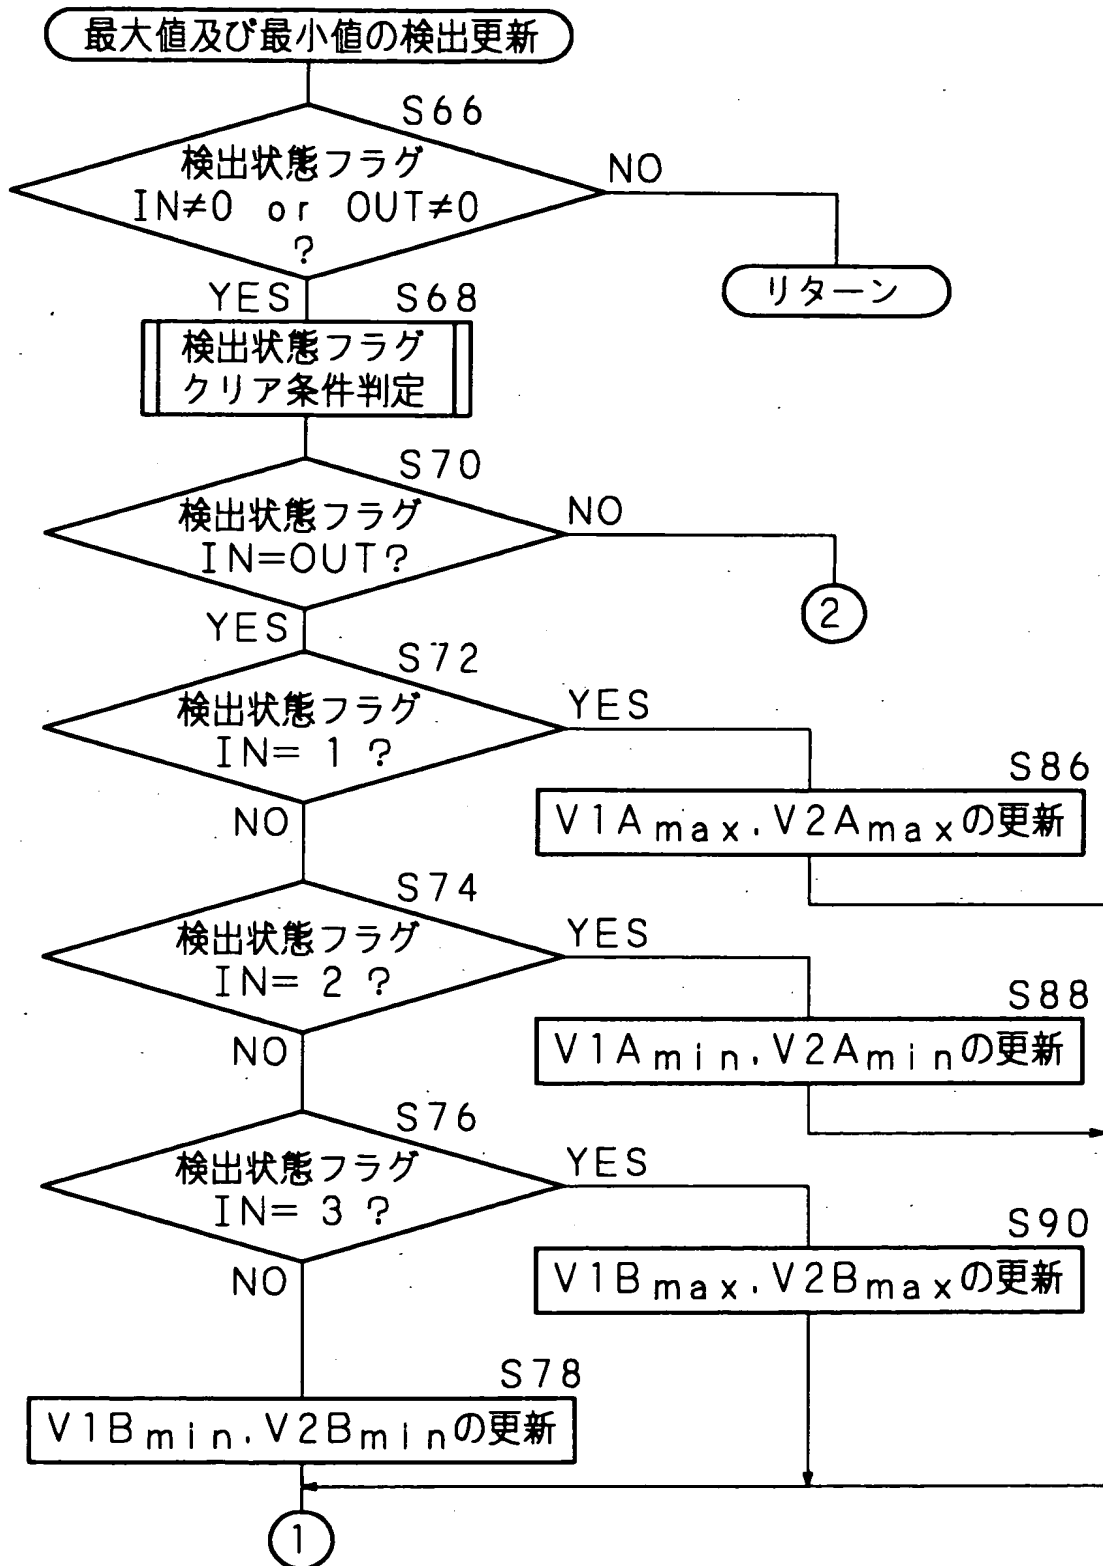 最大値及び最小値の検出更新
S66
検出状態フラグ
IN≠0 or OUT≠0
?
NO
リターン
YES
S68
検出状態フラグ
クリア条件判定
S70
検出状態フラグ
IN=OUT?
NO
2
YES
S72
検出状態フラグ
IN=1?
YES
S86
V1Amax,V2Amaxの更新
NO
S74
検出状態フラグ
IN=2?
YES
S88
V1Amin,V2Aminの更新
NO
S76
検出状態フラグ
IN=3?
YES
S90
V1Bmax,V2Bmaxの更新
NO
S78
V1Bmin,V2Bminの更新
1